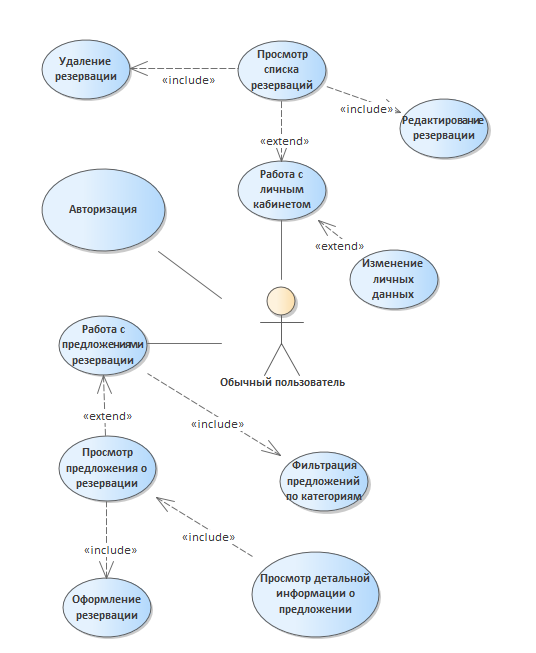 Удаление
резервации
«include»
Просмотр
списка
резерваций
«include»
Редактирование
резервации
«extend»
Работа с
личным
кабинетом
Авторизация
«extend»
Изменение
личных
данных
Обычный пользователь
Работа с
предложениями
резервации
«extend»
«include»
Просмотр
предложения о
резервации
Фильтрация
предложений
по категориям
«include»
«include»
Просмотр детальной
информации о
предложении
Оформление
резервации